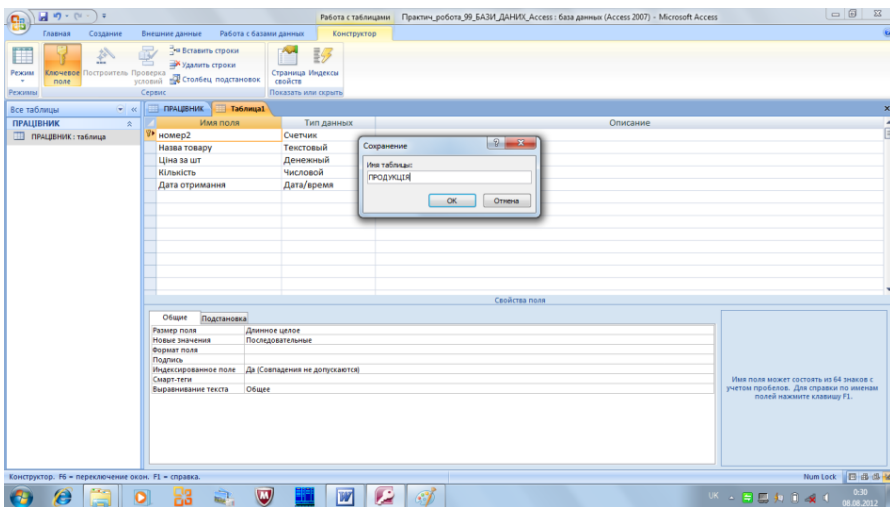 Работа с таблицами Практич_робота_99_БАЗИ_ДАНИХ_Access : база данных (Access 2007) - Microsoft Access
Главная Создание Внешние данные Работа с базами данных Конструктор
Режим
Ключевое поле
Построитель
Проверка условий
Вставить строки
Удалить строки
Столбец подстановок
Страница свойств
Индексы
Режимы Сервис Показать или скрыть
Все таблицы
ПРАЦІВНИК
ПРАЦІВНИК : таблица
ПРАЦІВНИК Таблица1
Имя поля Тип данных Описание
номер2 Счетчик
Назва товару Текстовый
Ціна за шт Денежный
Кількість Числовой
Дата отримання Дата/время
Сохранение
Имя таблицы:
ПРОДУКЦІЯ
ОК Отмена
Свойства поля
Общие Подстановка
Размер поля Длинное целое
Новые значения Последовательные
Формат поля
Подпись
Индексированное поле Да (Совпадения не допускаются)
Смарт-теги
Выравнивание текста Общее
Имя поля может состоять из 64 знаков с
учетом пробелов. Для справки по именам
полей нажмите клавишу F1.
Конструктор. F6 = переключение окон. F1 = справка. Num Lock
UK 0:30
08.08.2012